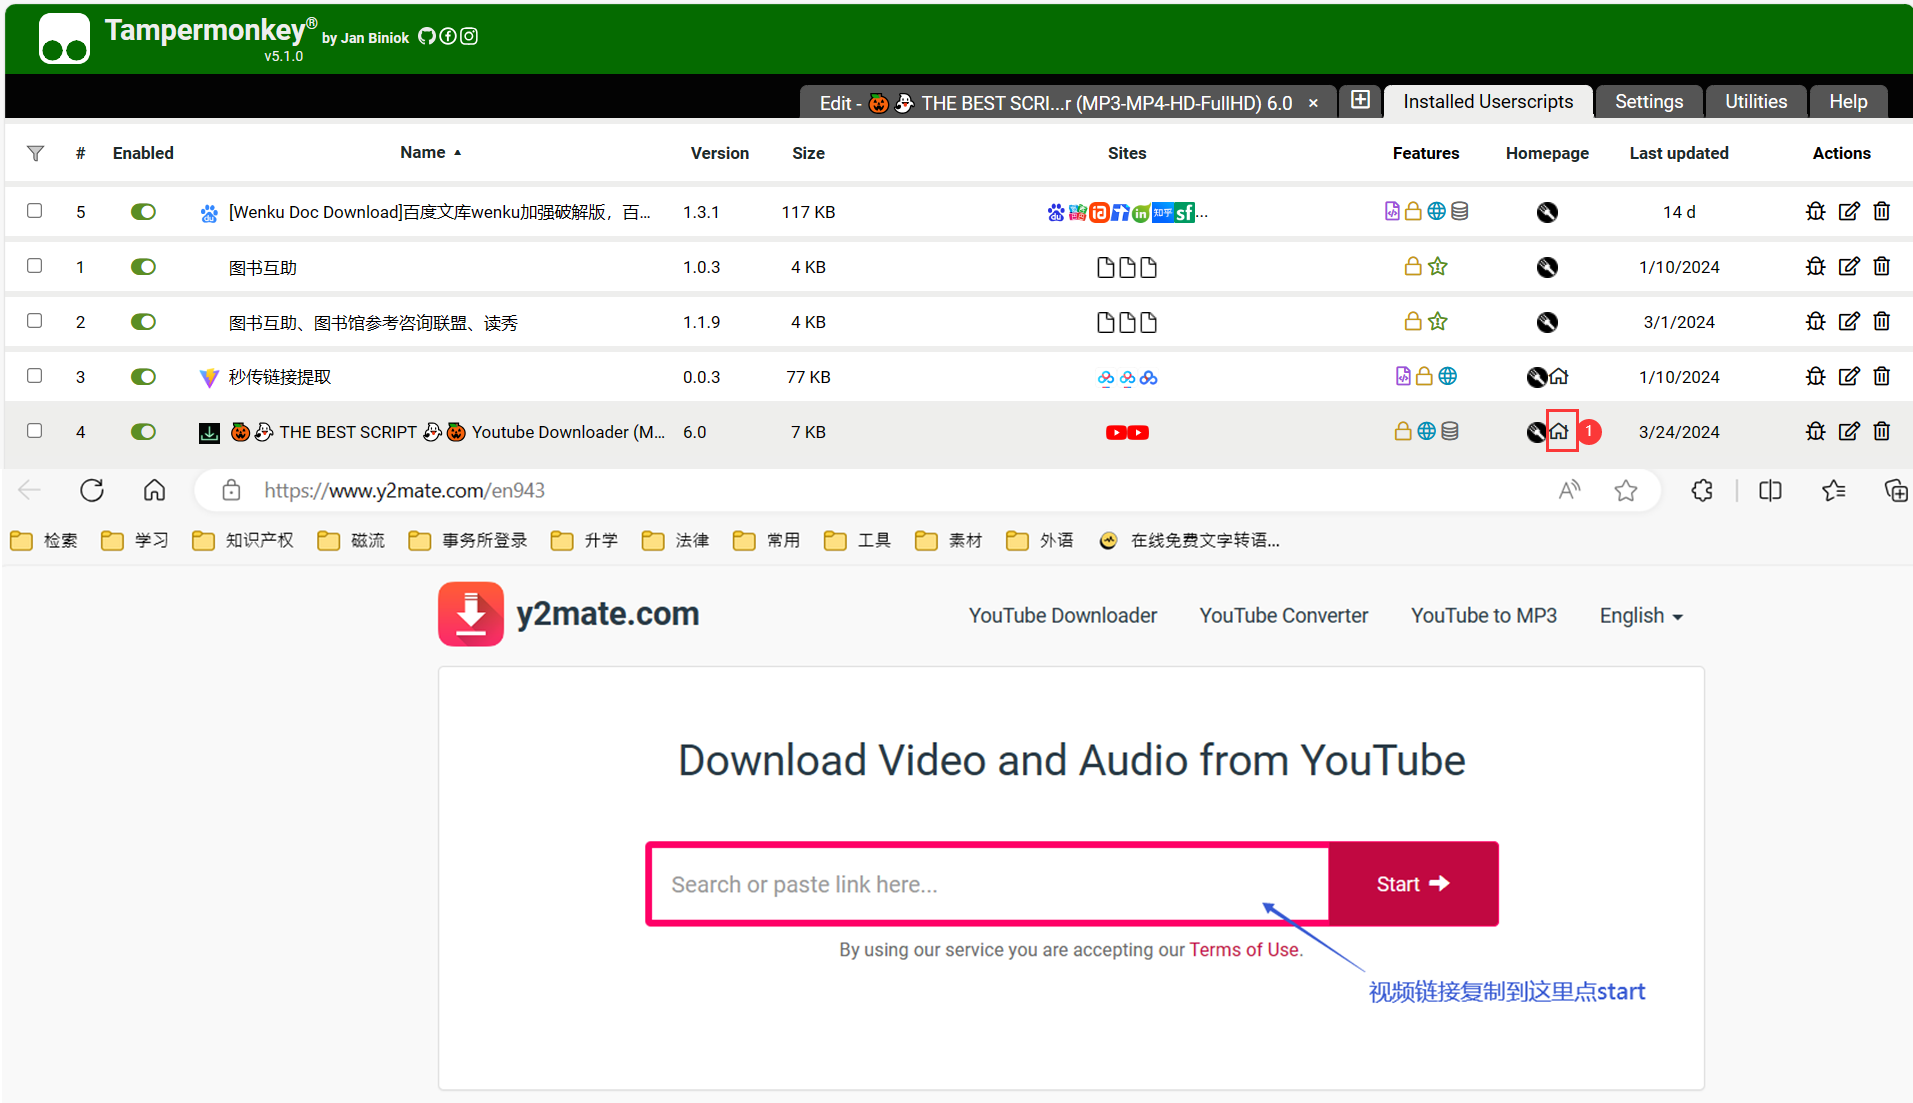 Tampermonkey® by Jan Biniok
v5.1.0
Edit - 🎃 👻 THE BEST SCRI...r (MP3-MP4-HD-FullHD) 6.0 × Installed Userscripts Settings Utilities Help
# Enabled Name ▲ Version Size Sites Features Homepage Last updated Actions
5 [Wenku Doc Download]百度文库wenku加强破解版，百... 1.3.1 117 KB ... 14 d
1 图书互助 1.0.3 4 KB 1/10/2024
2 图书互助、图书馆参考咨询联盟、读秀 1.1.9 4 KB 3/1/2024
3 秒传链接提取 0.0.3 77 KB 1/10/2024
4 🎃👻 THE BEST SCRIPT 👻🎃 Youtube Downloader (M... 6.0 7 KB 1 3/24/2024
https://www.y2mate.com/en943
检索 学习 知识产权 磁流 事务所登录 升学 法律 常用 工具 素材 外语 在线免费文字转语...
y2mate.com YouTube Downloader YouTube Converter YouTube to MP3 English
Download Video and Audio from YouTube
Search or paste link here... Start
By using our service you are accepting our Terms of Use.
视频链接复制到这里点start